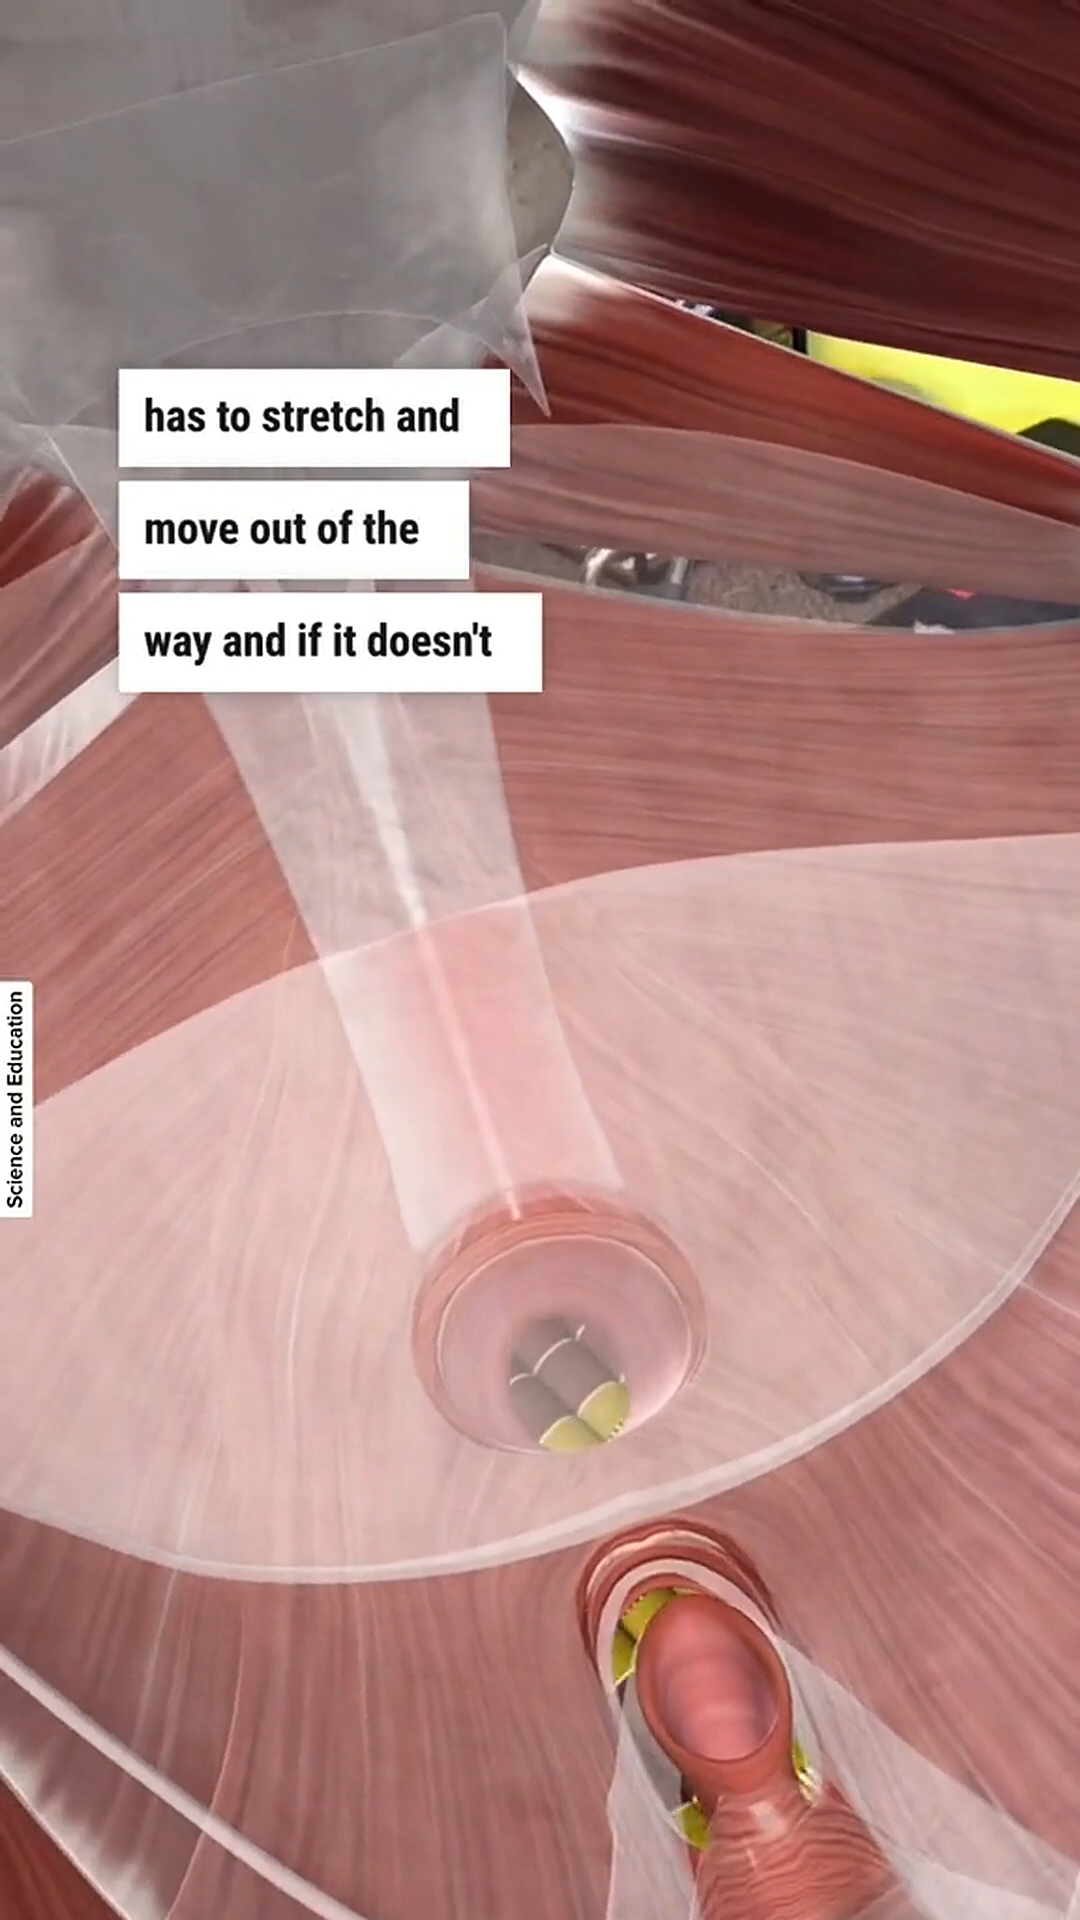 has to stretch and
move out of the
way and if it doesn't
Science and Education